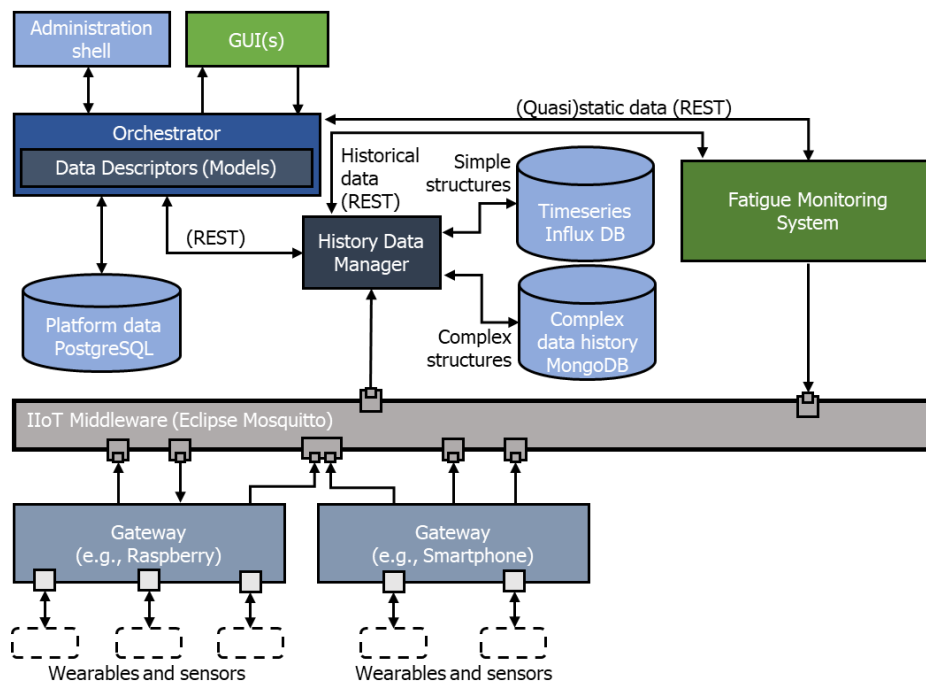 Administration
shell
GUI(s)
(Quasi)static data (REST)
Orchestrator
Data Descriptors (Models)
Historical
data
(REST)
Simple
structures
Timeseries
Influx DB
Fatigue Monitoring
System
(REST)
History Data
Manager
Platform data
PostgreSQL
Complex
structures
Complex
data history
MongoDB
IIoT Middleware (Eclipse Mosquitto)
Gateway
(e.g., Raspberry)
Gateway
(e.g., Smartphone)
Wearables and sensors
Wearables and sensors